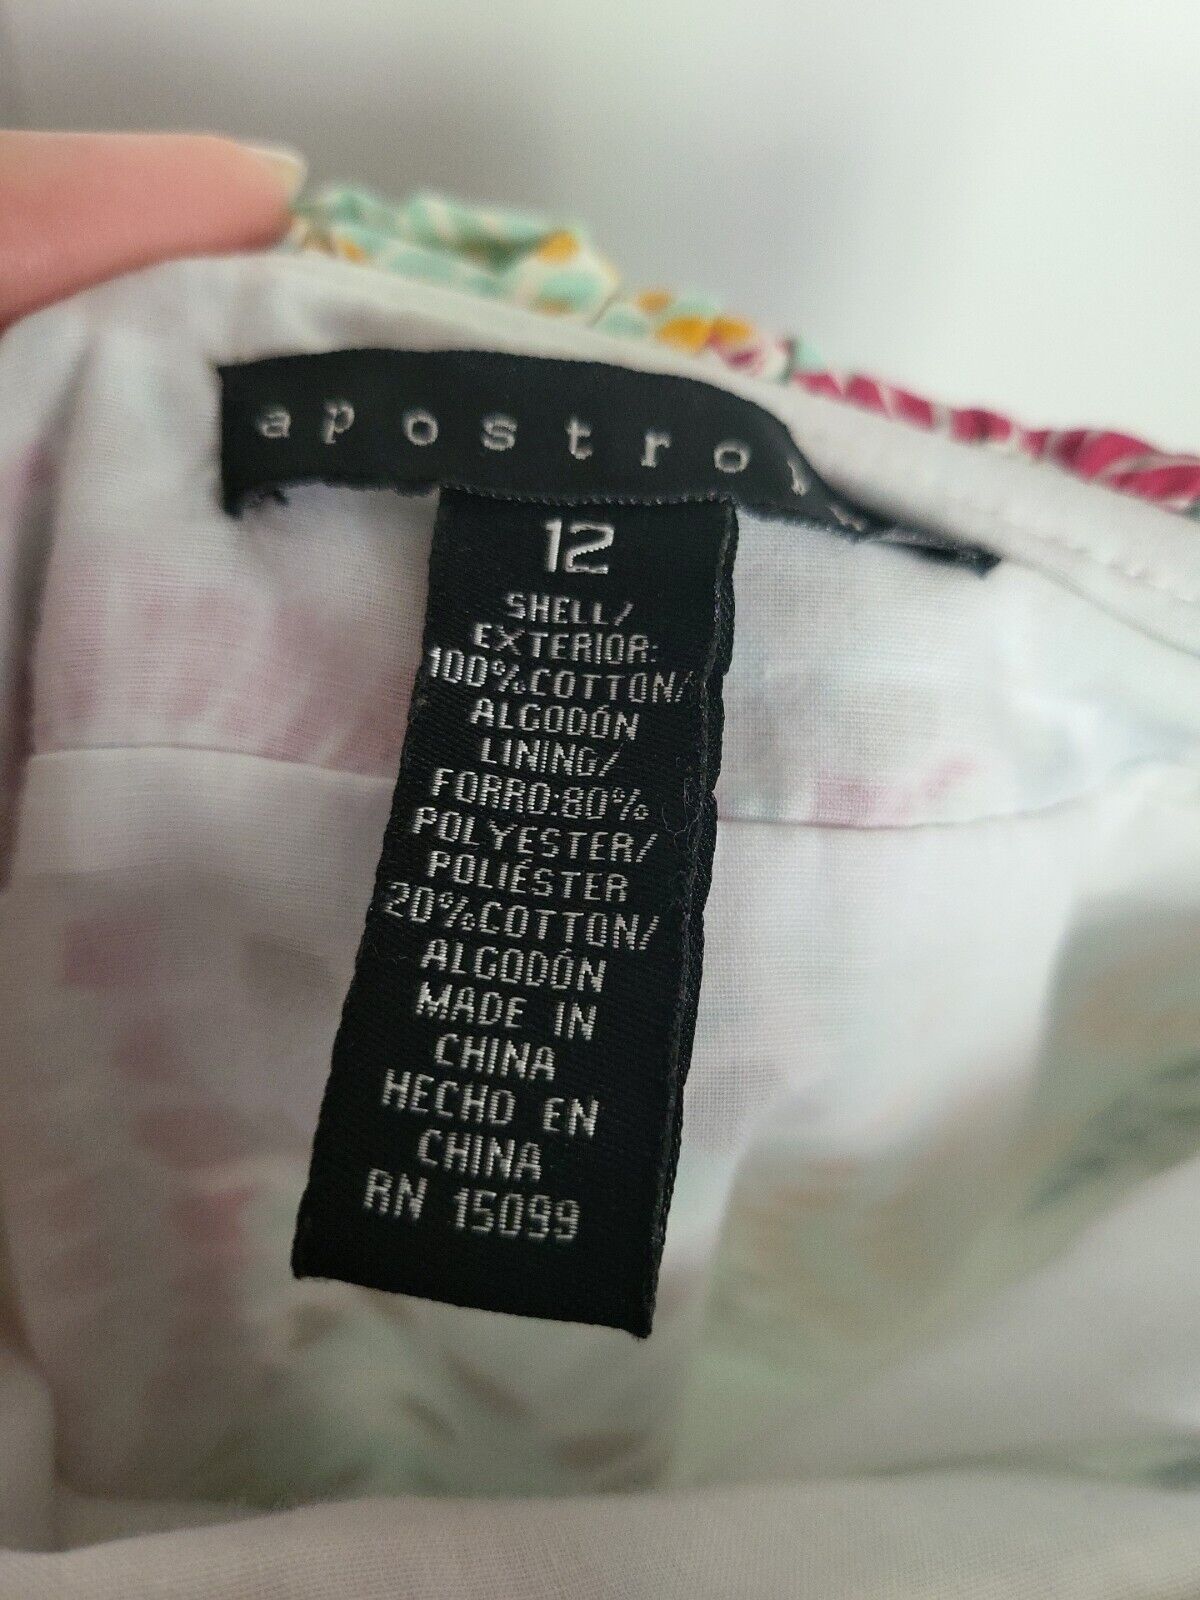 apostro
12
SHELL/
EXTERIOR:
100%COTTON/
ALGODÓN
LINING/
FORRO:80%
POLYESTER/
POLIÉSTER
20%COTTON/
ALGODÓN
MADE IN
CHINA
HECHO EN
CHINA
RN 15099